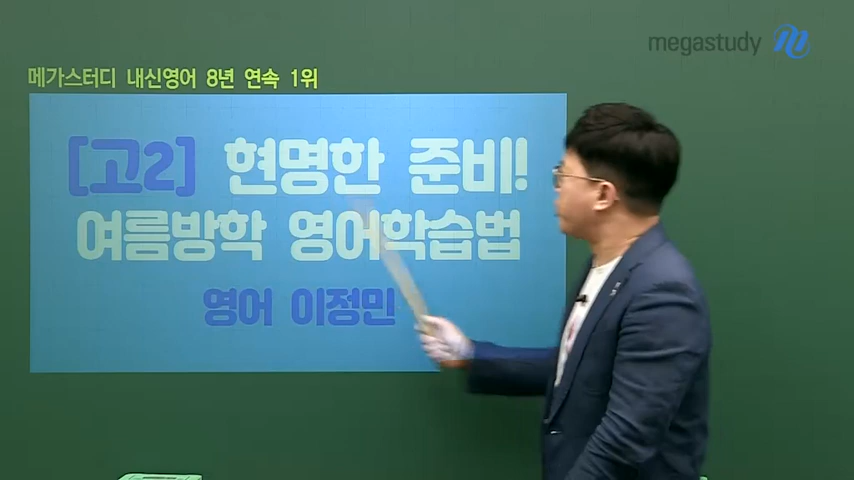 megastudy
메가스터디 내신영어 8년 연속 1위
[고2] 현명한 준비!
여름방학 영어학습법
영어 이정민